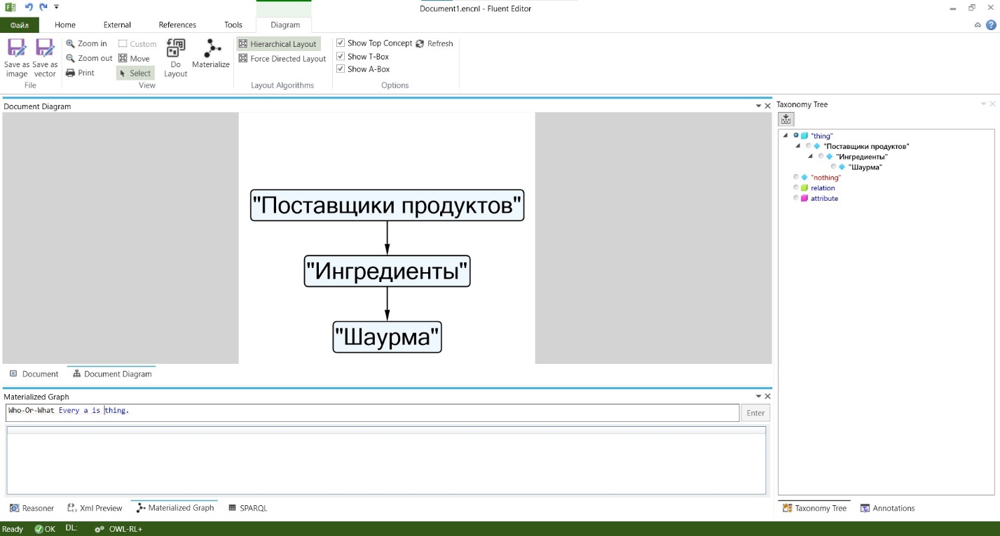 Document1.encnl - Fluent Editor
Файл Home External References Tools Diagram
Save as image
Save as vector
File
Zoom in
Zoom out
Print
Custom
Move
Select
View
Do Layout
Materialize
Hierarchical Layout
Force Directed Layout
Layout Algorithms
Show Top Concept
Refresh
Show T-Box
Show A-Box
Options
Document Diagram
"Поставщики продуктов"
"Ингредиенты"
"Шаурма"
Document Document Diagram
Materialized Graph
Who-Or-What Every a is thing.
Enter
Reasoner Xml Preview Materialized Graph SPARQL
Taxonomy Tree
"thing"
"Поставщики продуктов"
"Ингредиенты"
"Шаурма"
"nothing"
relation
attribute
Taxonomy Tree Annotations
Ready OK DL: OWL-RL+